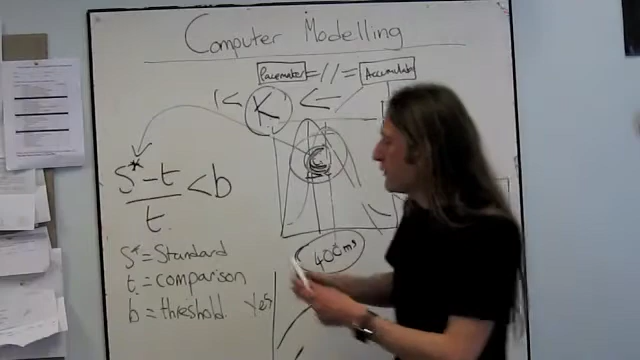 Computer Modelling
Pacemaker =//= Accumulator
1 < K <
S* - t < b
t
400ms
S* = Standard
t = comparison
b = threshold.
Yes